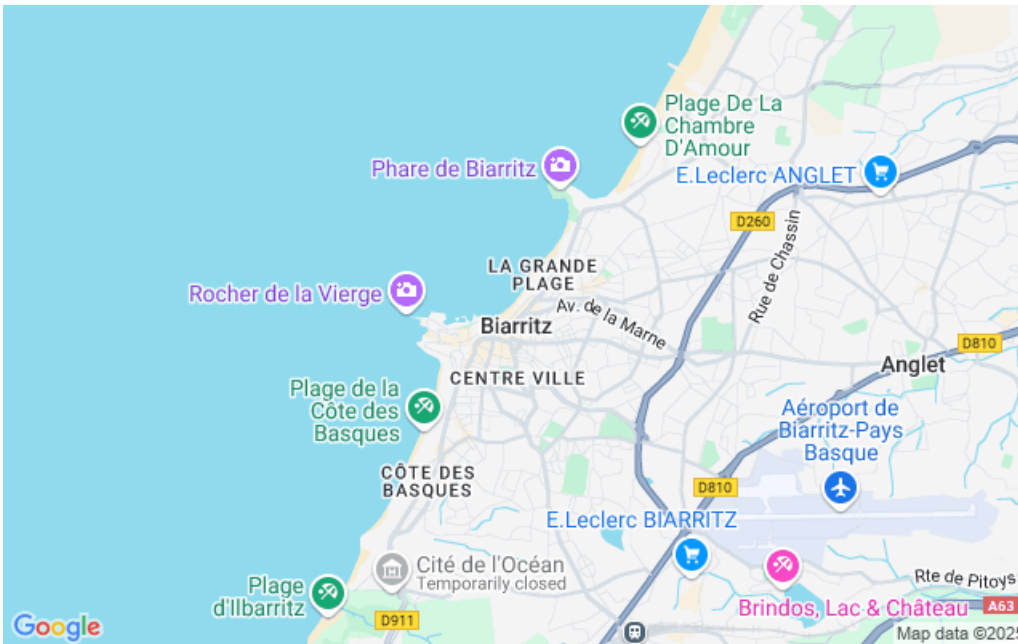 Plage De La
Chambre
D'Amour
Phare de Biarritz
E.Leclerc ANGLET
D260
Rue de Chassin
LA GRANDE
PLAGE
Rocher de la Vierge
Av. de la Marne
Biarritz
D810
Anglet
CENTRE VILLE
Plage de la
Côte des
Basques
Aéroport de
Biarritz-Pays
Basque
CÔTE DES
BASQUES
D810
E.Leclerc BIARRITZ
Cité de l'Océan
Temporarily closed
Plage
d'Ilbarritz
D911
Rte de Pitoys
Brindos, Lac & Château
A63
Google
Map data ©2025